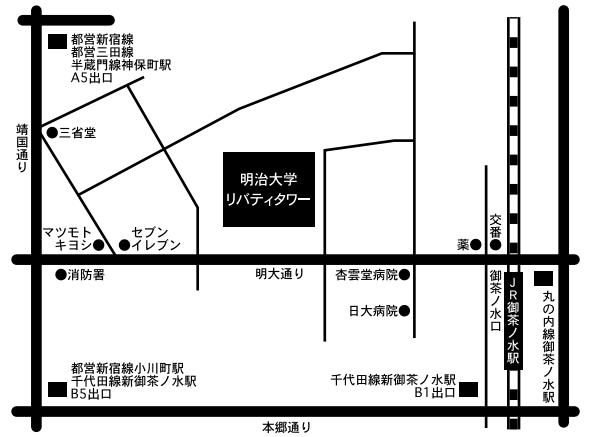 都営新宿線
都営三田線
半蔵門線神保町駅
A5出口
靖国通り
三省堂
明治大学
リバティタワー
マツモト
キヨシ
セブン
イレブン
薬
交番
消防署
明大通り
杏雲堂病院
日大病院
御茶ノ水口
JR御茶ノ水駅
丸の内線御茶ノ水駅
都営新宿線小川町駅
千代田線新御茶ノ水駅
B5出口
千代田線新御茶ノ水駅
B1出口
本郷通り